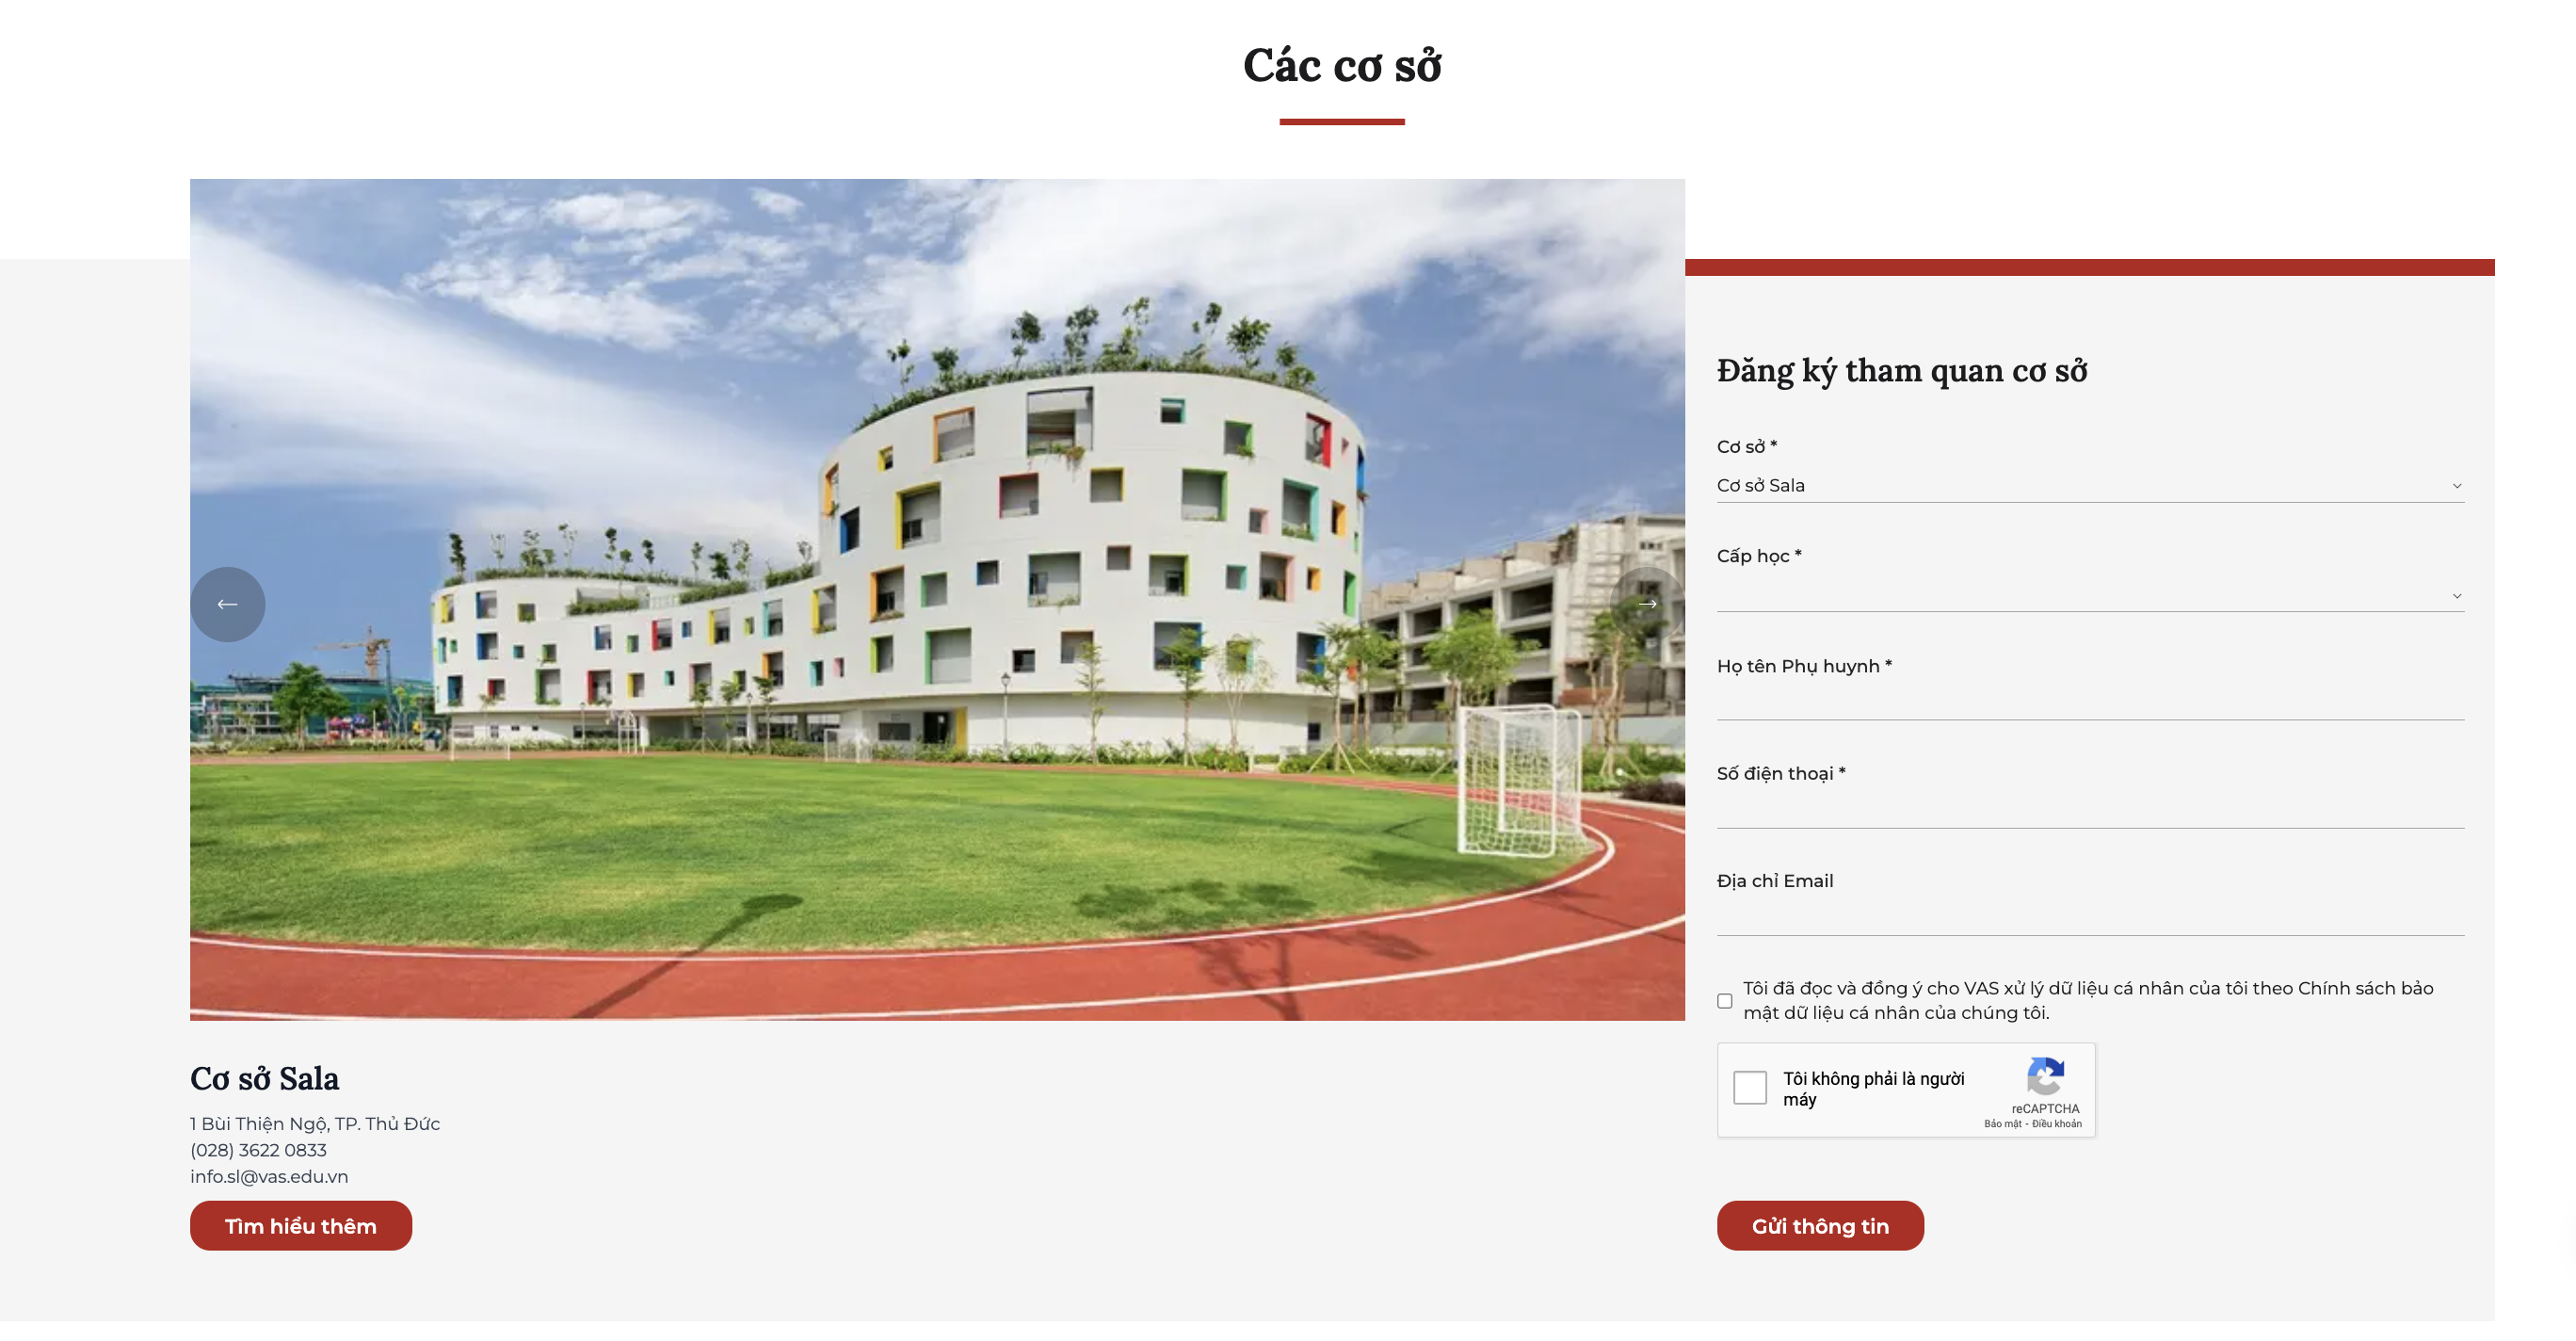 Các cơ sở
Đăng ký tham quan cơ sở
Cơ sở *
Cơ sở Sala
Cấp học *
Họ tên Phụ huynh *
Số điện thoại *
Địa chỉ Email
Tôi đã đọc và đồng ý cho VAS xử lý dữ liệu cá nhân của tôi theo Chính sách bảo
mật dữ liệu cá nhân của chúng tôi.
Tôi không phải là người
máy
reCAPTCHA
Bảo mật - Điều khoản
Gửi thông tin
Cơ sở Sala
1 Bùi Thiện Ngộ, TP. Thủ Đức
(028) 3622 0833
info.sl@vas.edu.vn
Tìm hiểu thêm